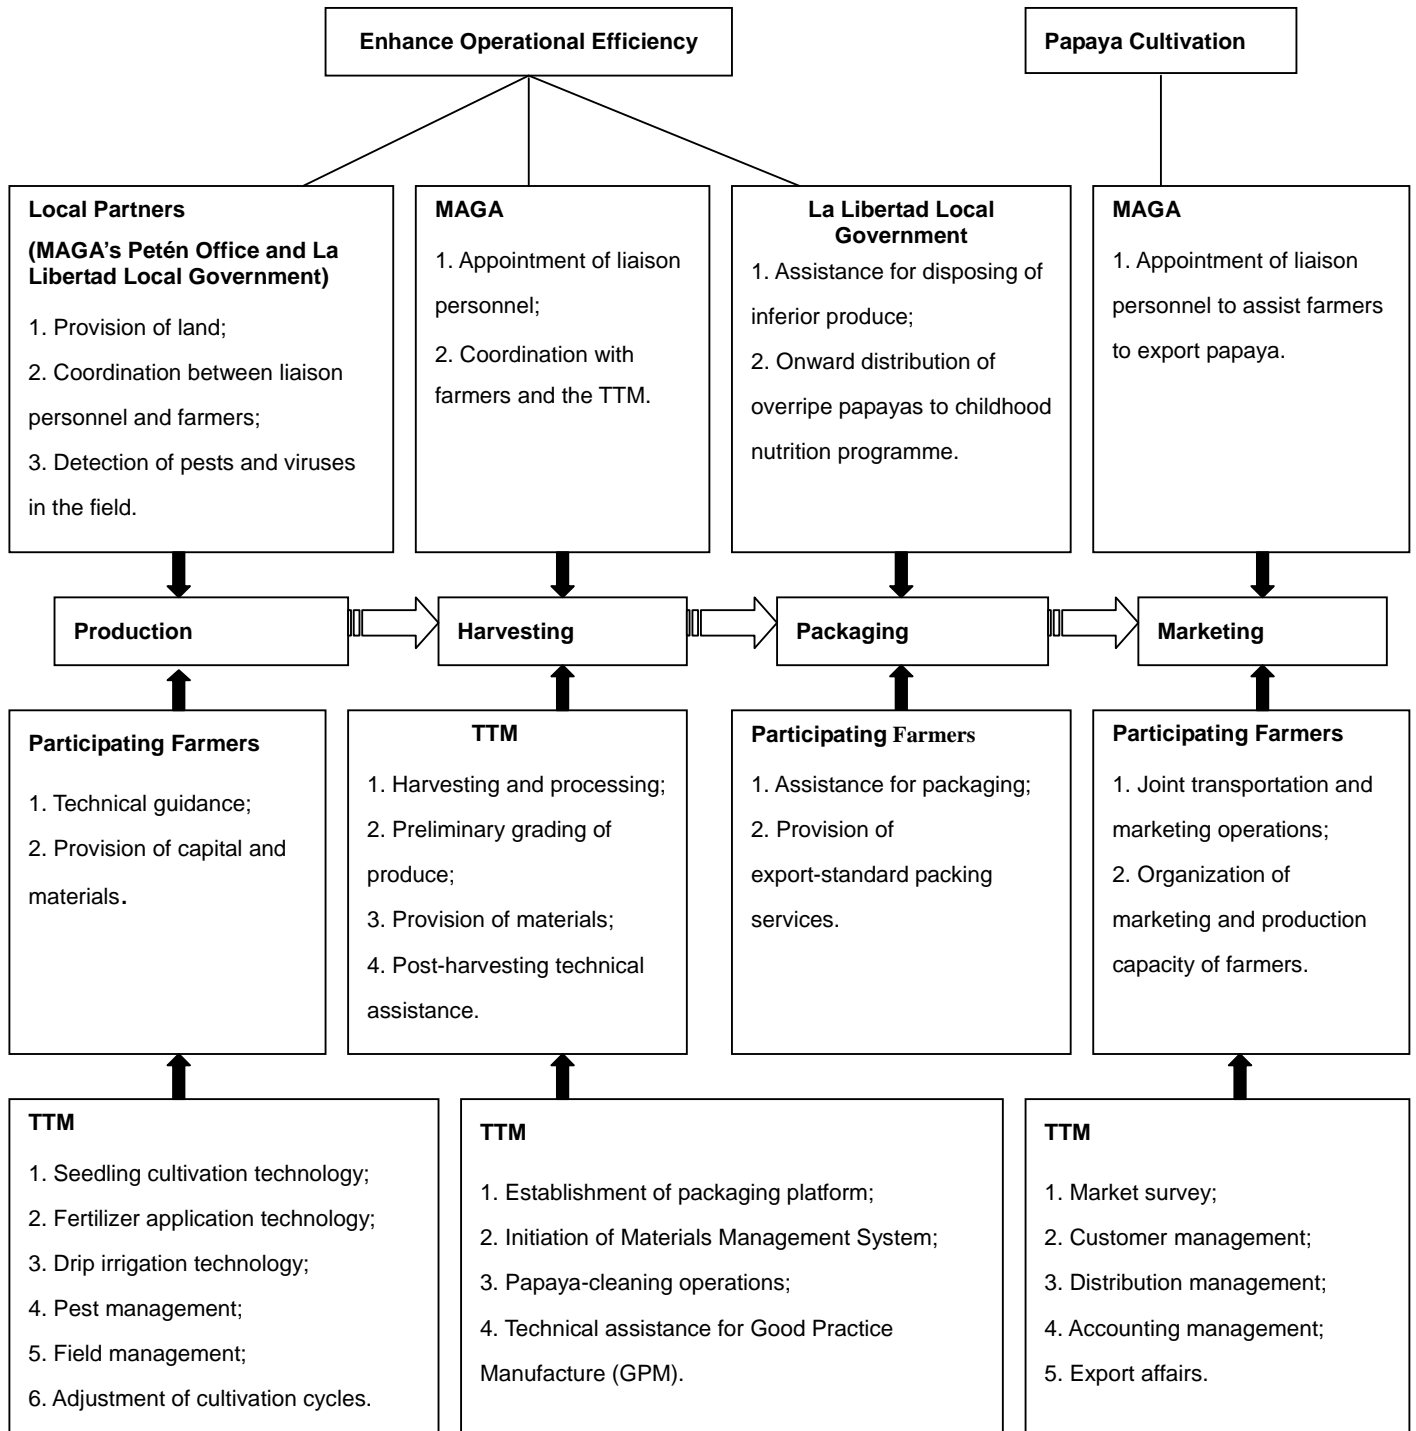 Enhance Operational Efficiency
Papaya Cultivation
Local Partners
(MAGA's Petén Office and La
Libertad Local Government)
1. Provision of land;
2. Coordination between liaison
personnel and farmers;
3. Detection of pests and viruses
in the field.
MAGA
1. Appointment of liaison
personnel;
2. Coordination with
farmers and the TTM.
La Libertad Local
Government
1. Assistance for disposing of
inferior produce;
2. Onward distribution of
overripe papayas to childhood
nutrition programme.
MAGA
1. Appointment of liaison
personnel to assist farmers
to export papaya.
Production
Harvesting
Packaging
Marketing
Participating Farmers
1. Technical guidance;
2. Provision of capital and
materials.
TTM
1. Harvesting and processing;
2. Preliminary grading of
produce;
3. Provision of materials;
4. Post-harvesting technical
assistance.
Participating Farmers
1. Assistance for packaging;
2. Provision of
export-standard packing
services.
Participating Farmers
1. Joint transportation and
marketing operations;
2. Organization of
marketing and production
capacity of farmers.
TTM
1. Seedling cultivation technology;
2. Fertilizer application technology;
3. Drip irrigation technology;
4. Pest management;
5. Field management;
6. Adjustment of cultivation cycles.
TTM
1. Establishment of packaging platform;
2. Initiation of Materials Management System;
3. Papaya-cleaning operations;
4. Technical assistance for Good Practice
Manufacture (GPM).
TTM
1. Market survey;
2. Customer management;
3. Distribution management;
4. Accounting management;
5. Export affairs.